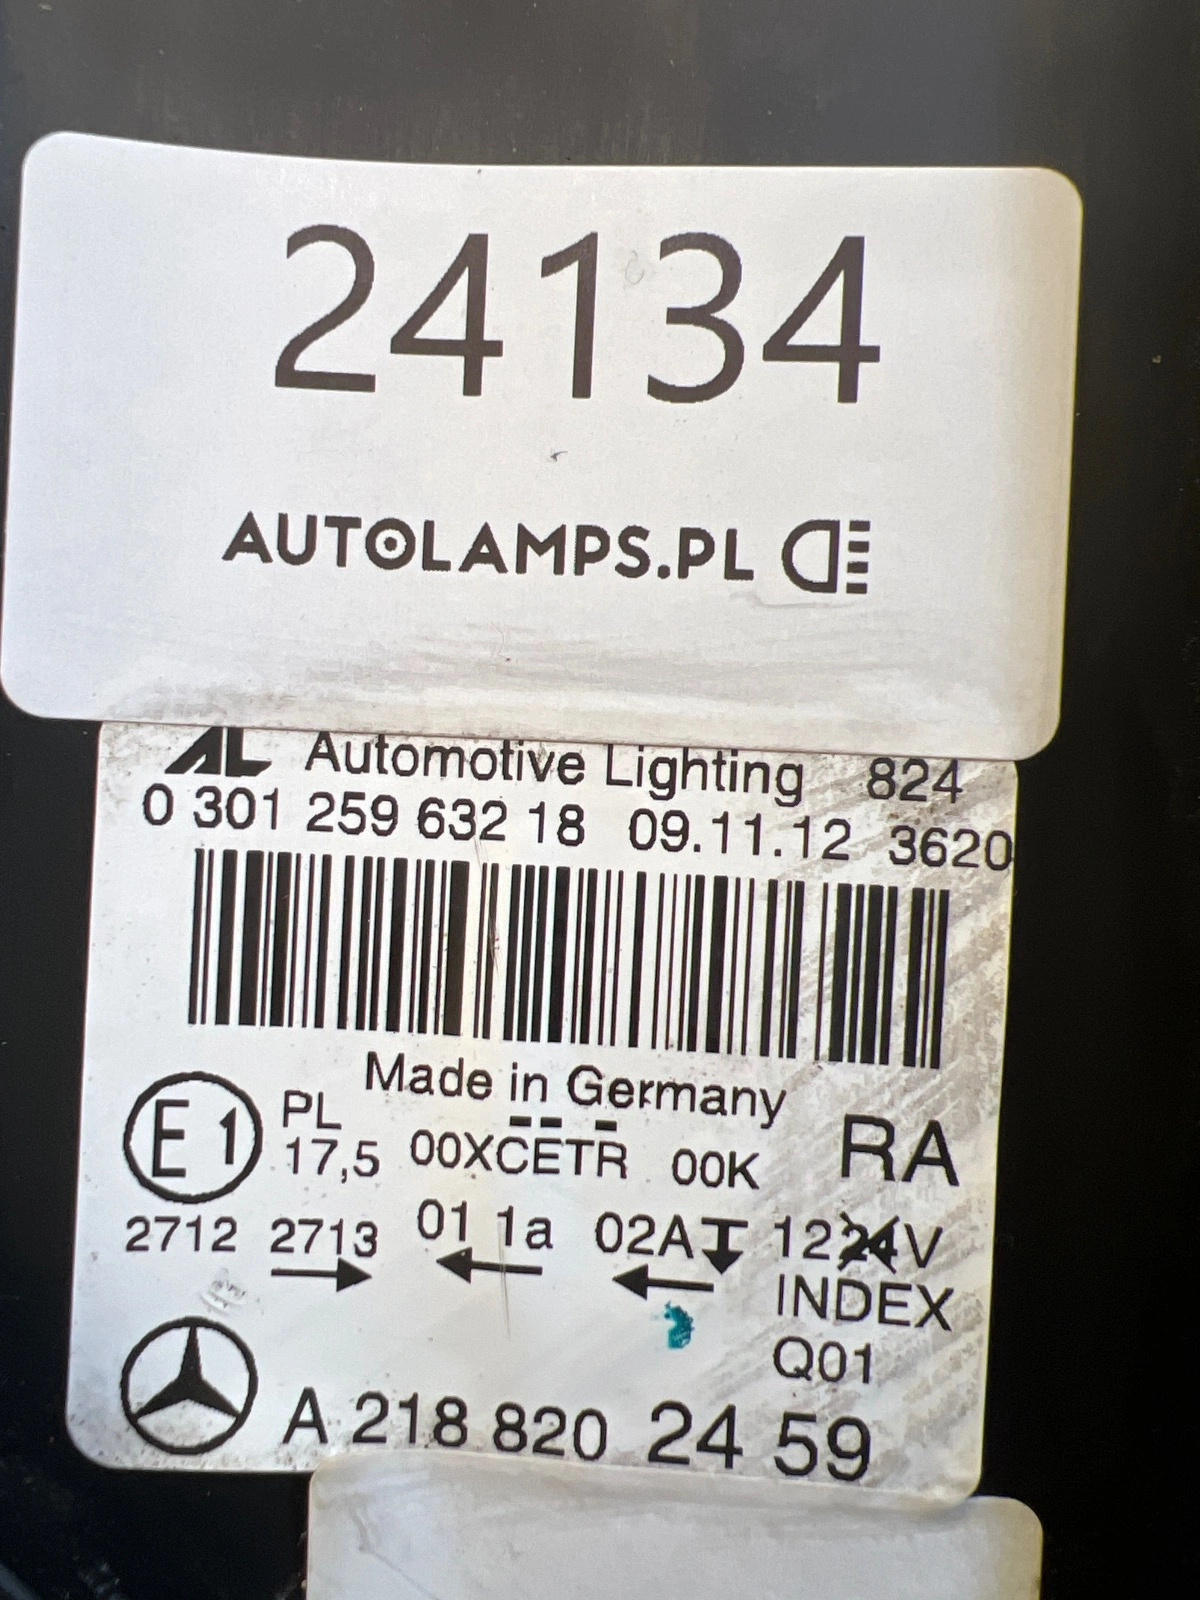 24134
AUTOLAMPS.PL
AL Automotive Lighting 824
0 301 259 632 18 09.11.12 3620
Made in Germany
E1 PL 17,5 00XCETR 00K RA
2712 2713 01 1a 02A 1224V
INDEX
Q01
A 218 820 24 59